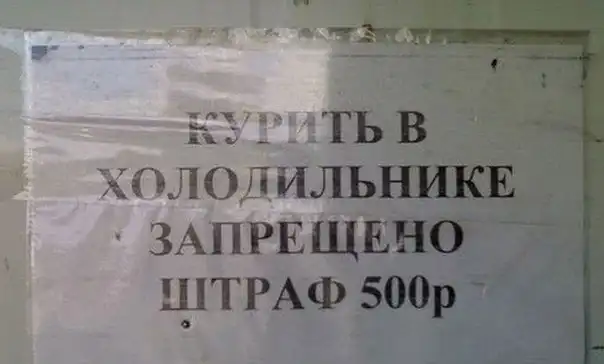 КУРИТЬ В
ХОЛОДИЛЬНИКЕ
ЗАПРЕЩЕНО
ШТРАФ 500р